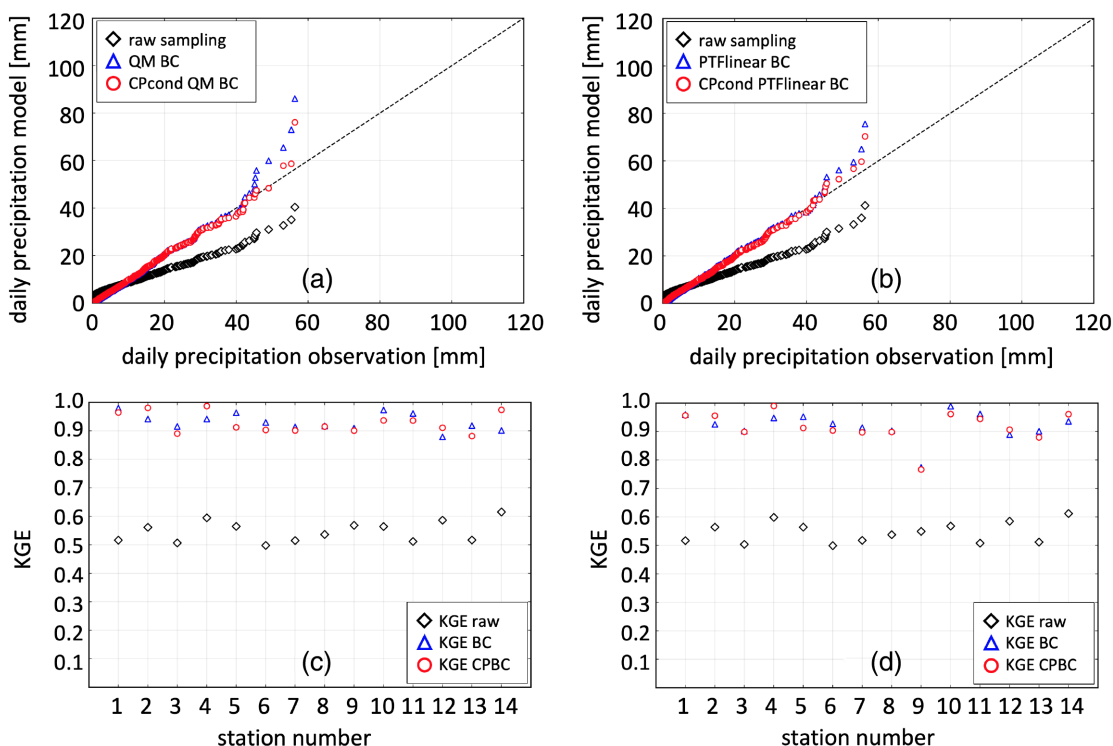 120
100
80
60
40
20
0
daily precipitation model [mm]
raw sampling
QM BC
CPcond QM BC
(a)
0 20 40 60 80 100 120
daily precipitation observation [mm]
120
100
80
60
40
20
0
daily precipitation model [mm]
raw sampling
PTFlinear BC
CPcond PTFlinear BC
(b)
0 20 40 60 80 100 120
daily precipitation observation [mm]
1.0
0.9
0.8
0.7
0.6
0.5
0.4
0.3
0.2
0.1
KGE
KGE raw
KGE BC
KGE CPBC
(c)
1 2 3 4 5 6 7 8 9 10 11 12 13 14
station number
1.0
0.9
0.8
0.7
0.6
0.5
0.4
0.3
0.2
0.1
KGE
KGE raw
KGE BC
KGE CPBC
(d)
1 2 3 4 5 6 7 8 9 10 11 12 13 14
station number